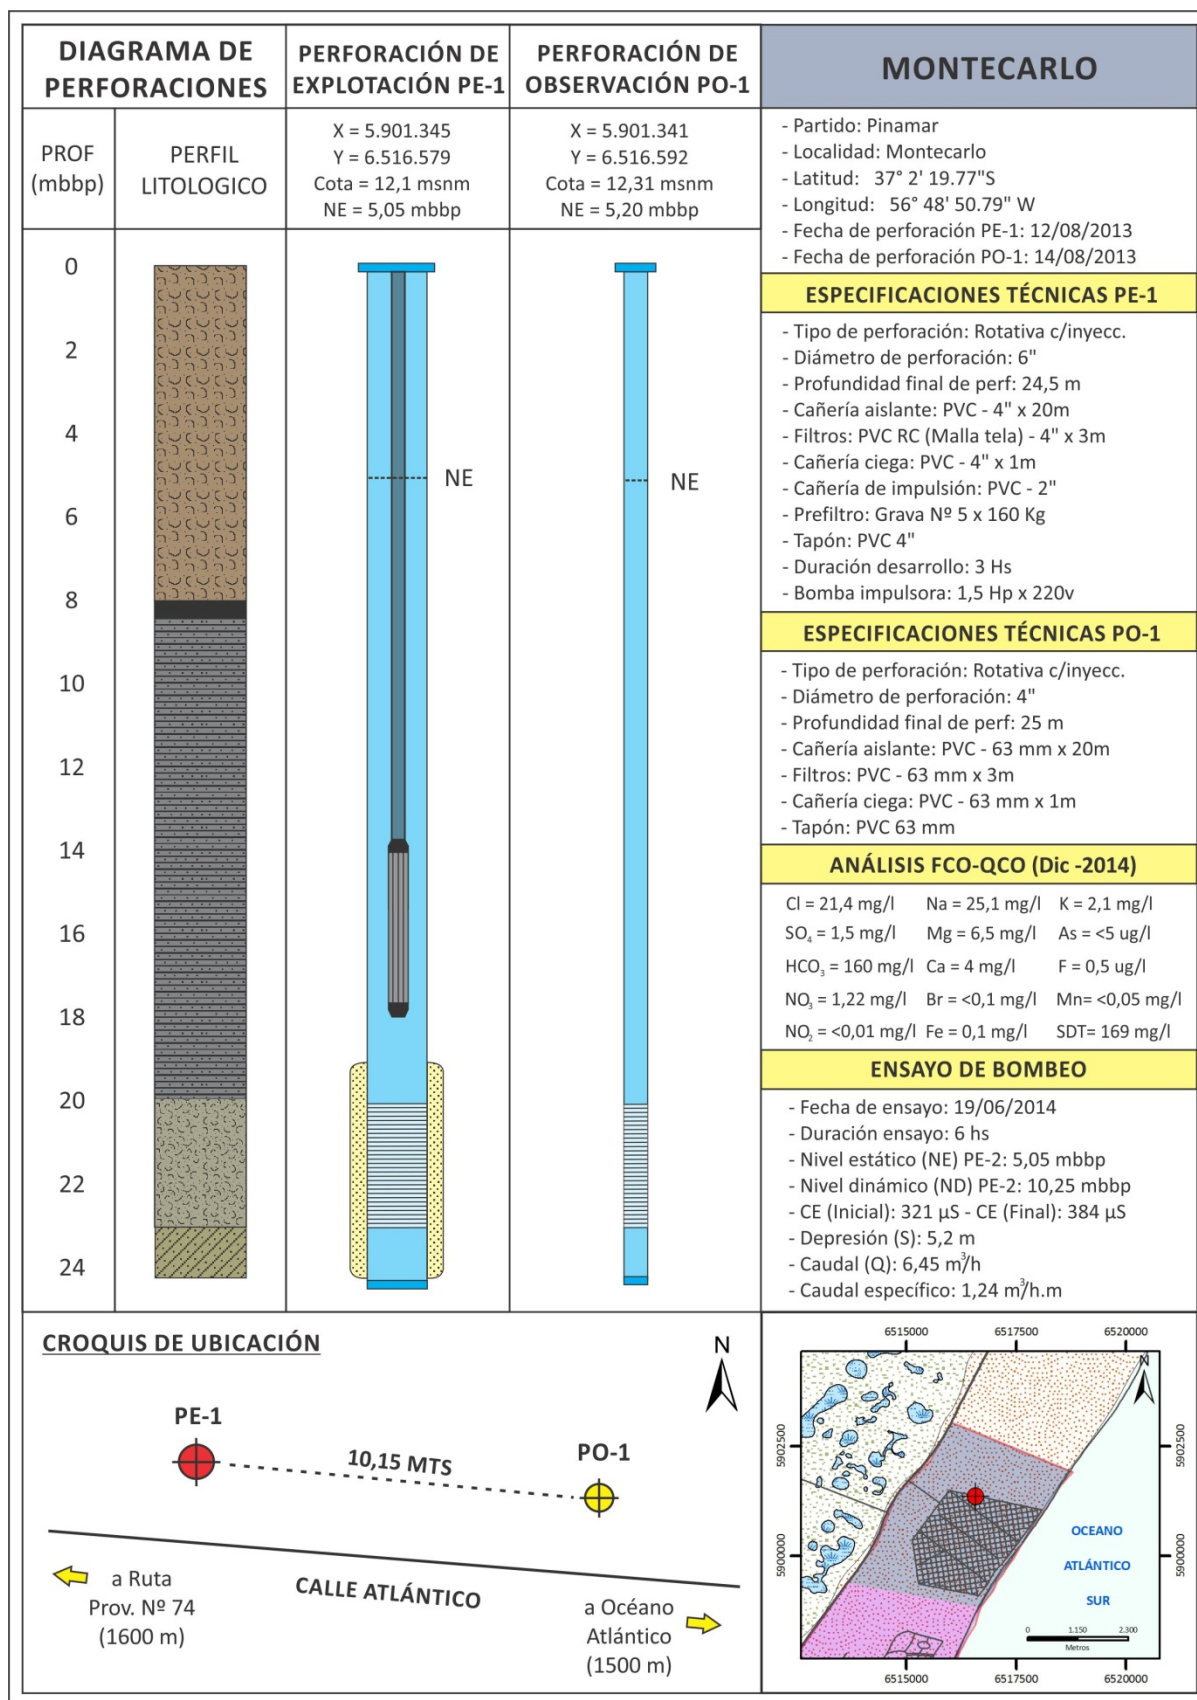 DIAGRAMA DE
PERFORACIONES
PERFORACIÓN DE
EXPLOTACIÓN PE-1
PERFORACIÓN DE
OBSERVACIÓN PO-1
MONTECARLO
PROF
(mbbp)
PERFIL
LITOLOGICO
X = 5.901.345
Y = 6.516.579
Cota = 12,1 msnm
NE = 5,05 mbbp
X = 5.901.341
Y = 6.516.592
Cota = 12,31 msnm
NE = 5,20 mbbp
- Partido: Pinamar
- Localidad: Montecarlo
- Latitud: 37° 2' 19.77"S
- Longitud: 56° 48' 50.79" W
- Fecha de perforación PE-1: 12/08/2013
- Fecha de perforación PO-1: 14/08/2013
0
2
4
6
8
10
12
14
16
18
20
22
24
NE
NE
ESPECIFICACIONES TÉCNICAS PE-1
- Tipo de perforación: Rotativa c/inyecc.
- Diámetro de perforación: 6"
- Profundidad final de perf: 24,5 m
- Cañería aislante: PVC - 4" x 20m
- Filtros: PVC RC (Malla tela) - 4" x 3m
- Cañería ciega: PVC - 4" x 1m
- Cañería de impulsión: PVC - 2"
- Prefiltro: Grava Nº 5 x 160 Kg
- Tapón: PVC 4"
- Duración desarrollo: 3 Hs
- Bomba impulsora: 1,5 Hp x 220v
ESPECIFICACIONES TÉCNICAS PO-1
- Tipo de perforación: Rotativa c/inyecc.
- Diámetro de perforación: 4"
- Profundidad final de perf: 25 m
- Cañería aislante: PVC - 63 mm x 20m
- Filtros: PVC - 63 mm x 3m
- Cañería ciega: PVC - 63 mm x 1m
- Tapón: PVC 63 mm
ANÁLISIS FCO-QCO (Dic -2014)
Cl = 21,4 mg/l Na = 25,1 mg/l K = 2,1 mg/l
SO₄ = 1,5 mg/l Mg = 6,5 mg/l As = <5 ug/l
HCO₃ = 160 mg/l Ca = 4 mg/l F = 0,5 ug/l
NO₃ = 1,22 mg/l Br = <0,1 mg/l Mn= <0,05 mg/l
NO₂ = <0,01 mg/l Fe = 0,1 mg/l SDT= 169 mg/l
ENSAYO DE BOMBEO
- Fecha de ensayo: 19/06/2014
- Duración ensayo: 6 hs
- Nivel estático (NE) PE-2: 5,05 mbbp
- Nivel dinámico (ND) PE-2: 10,25 mbbp
- CE (Inicial): 321 µS - CE (Final): 384 µS
- Depresión (S): 5,2 m
- Caudal (Q): 6,45 m³/h
- Caudal específico: 1,24 m³/h.m
CROQUIS DE UBICACIÓN
N
PE-1
10,15 MTS
PO-1
CALLE ATLÁNTICO
a Ruta
Prov. Nº 74
(1600 m)
a Océano
Atlántico
(1500 m)
6515000 6517500 6520000
N
5902500
5902500
5900000
5900000
OCEANO
ATLÁNTICO
SUR
0 1.150 2.300
Metros
6515000 6517500 6520000